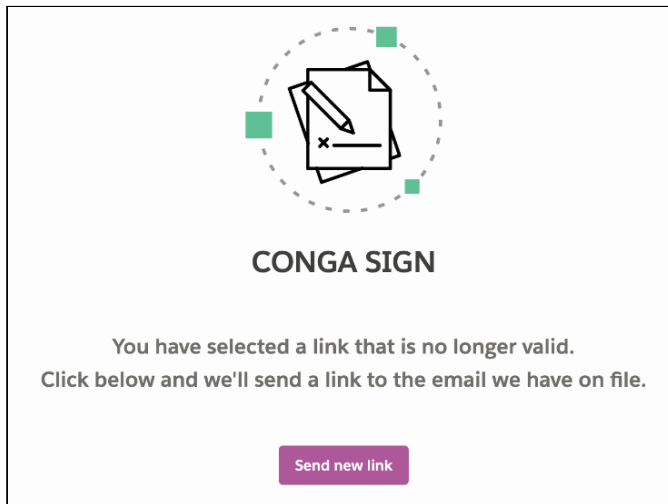 CONGA SIGN
You have selected a link that is no longer valid.
Click below and we'll send a link to the email we have on file.
Send new link